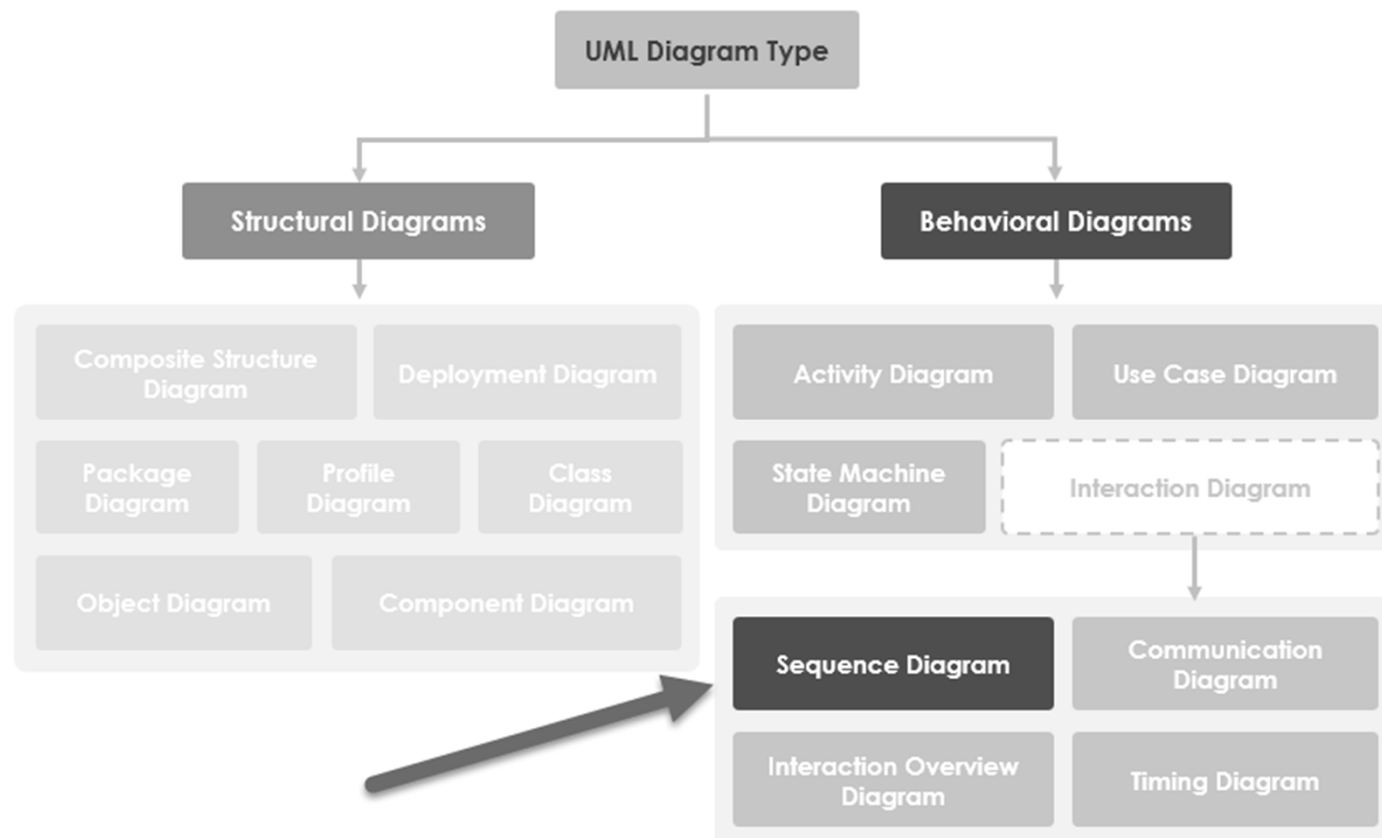 UML Diagram Type
Structural Diagrams
Behavioral Diagrams
Composite Structure
Diagram
Deployment Diagram
Package
Diagram
Profile
Diagram
Class
Diagram
Object Diagram
Component Diagram
Activity Diagram
Use Case Diagram
State Machine
Diagram
Interaction Diagram
Sequence Diagram
Communication
Diagram
Interaction Overview
Diagram
Timing Diagram